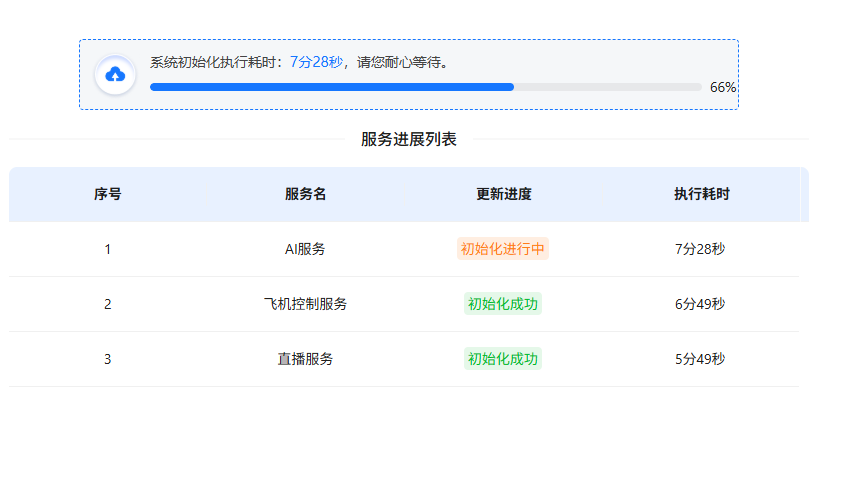 系统初始化执行耗时：7分28秒，请您耐心等待。
66%
服务进展列表
序号 服务名 更新进度 执行耗时
1 AI服务 初始化进行中 7分28秒
2 飞机控制服务 初始化成功 6分49秒
3 直播服务 初始化成功 5分49秒